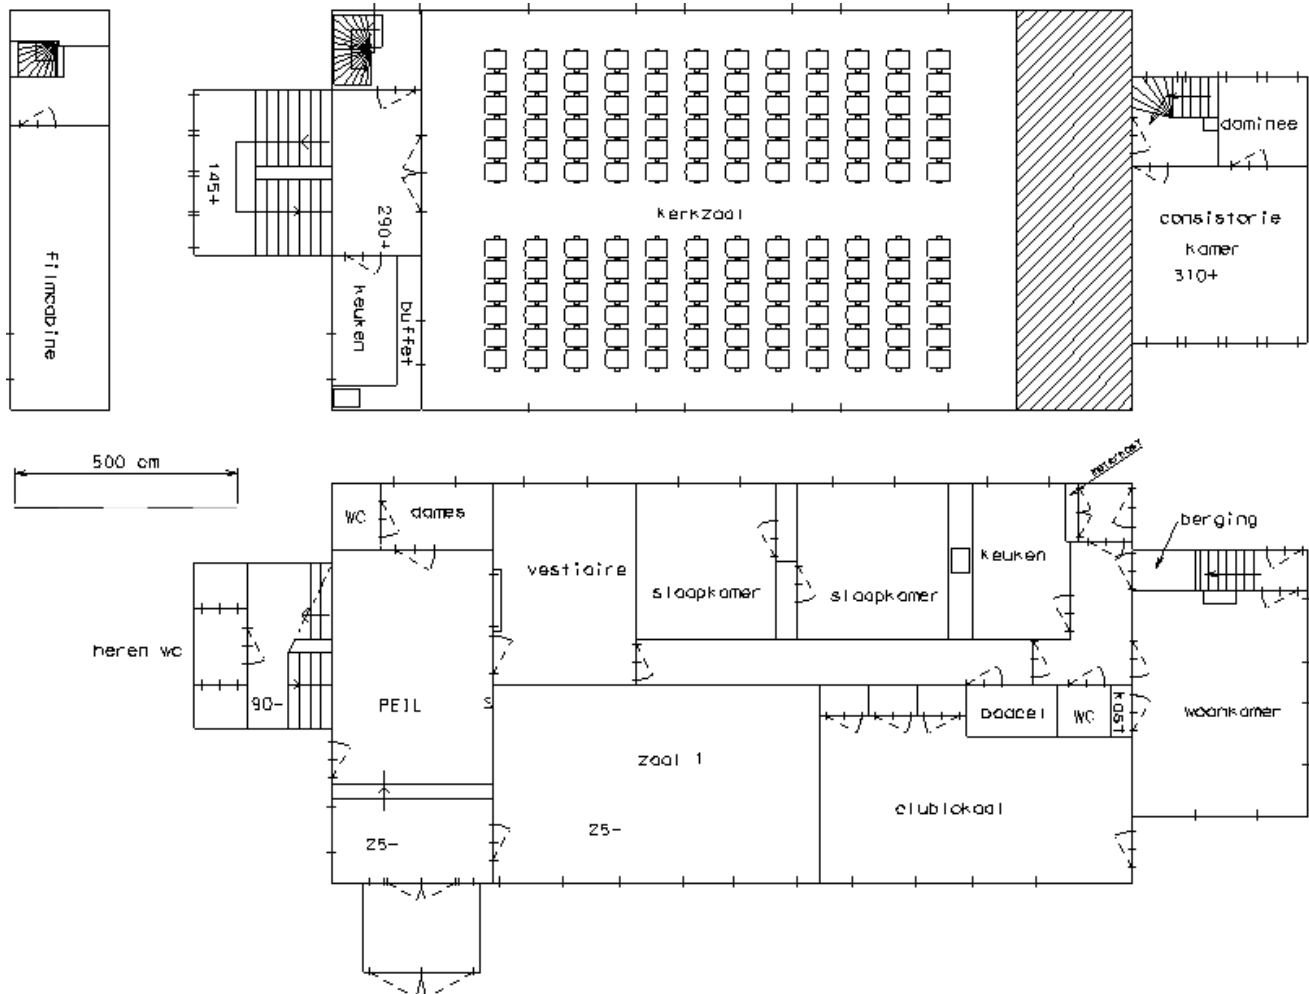 filmcabine
145+
290+
keuken
buffet
kerkzaal
dominee
consistorie
kamer
310+
500 cm
WC
dames
vestiaire
slaapkamer
slaapkamer
keuken
berging
heren wc
90-
PEIL
S
zaal 1
25-
25-
clublokaal
WC
KAST
woonkamer